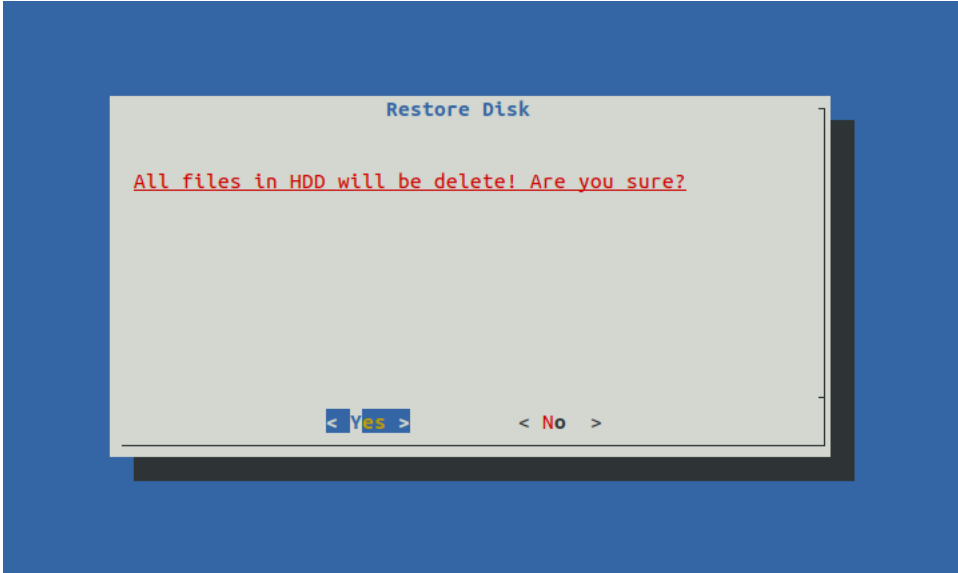 Restore Disk
All files in HDD will be delete! Are you sure?
< Yes > < No >